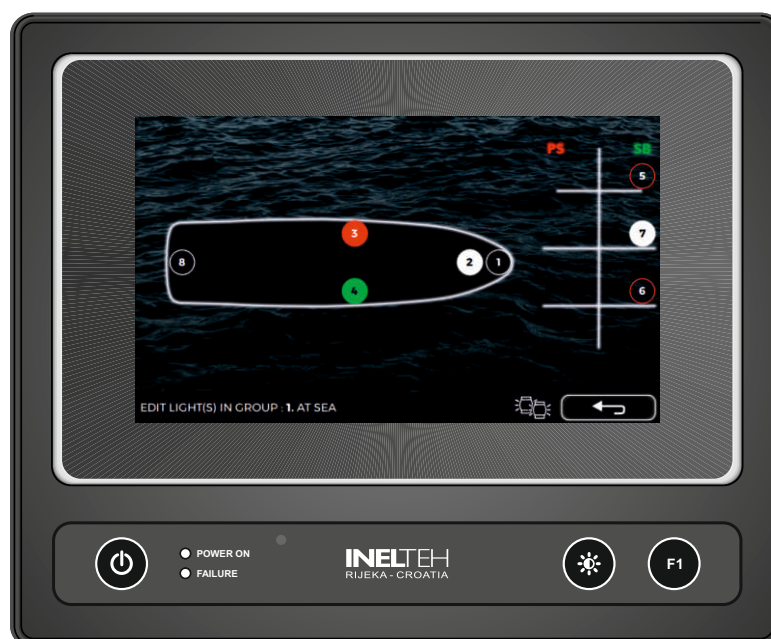 PS SB
5
3
7
8
2 1
4
6
EDIT LIGHT(S) IN GROUP : 1. AT SEA
POWER ON
FAILURE
INELTEH
RIJEKA - CROATIA
F1